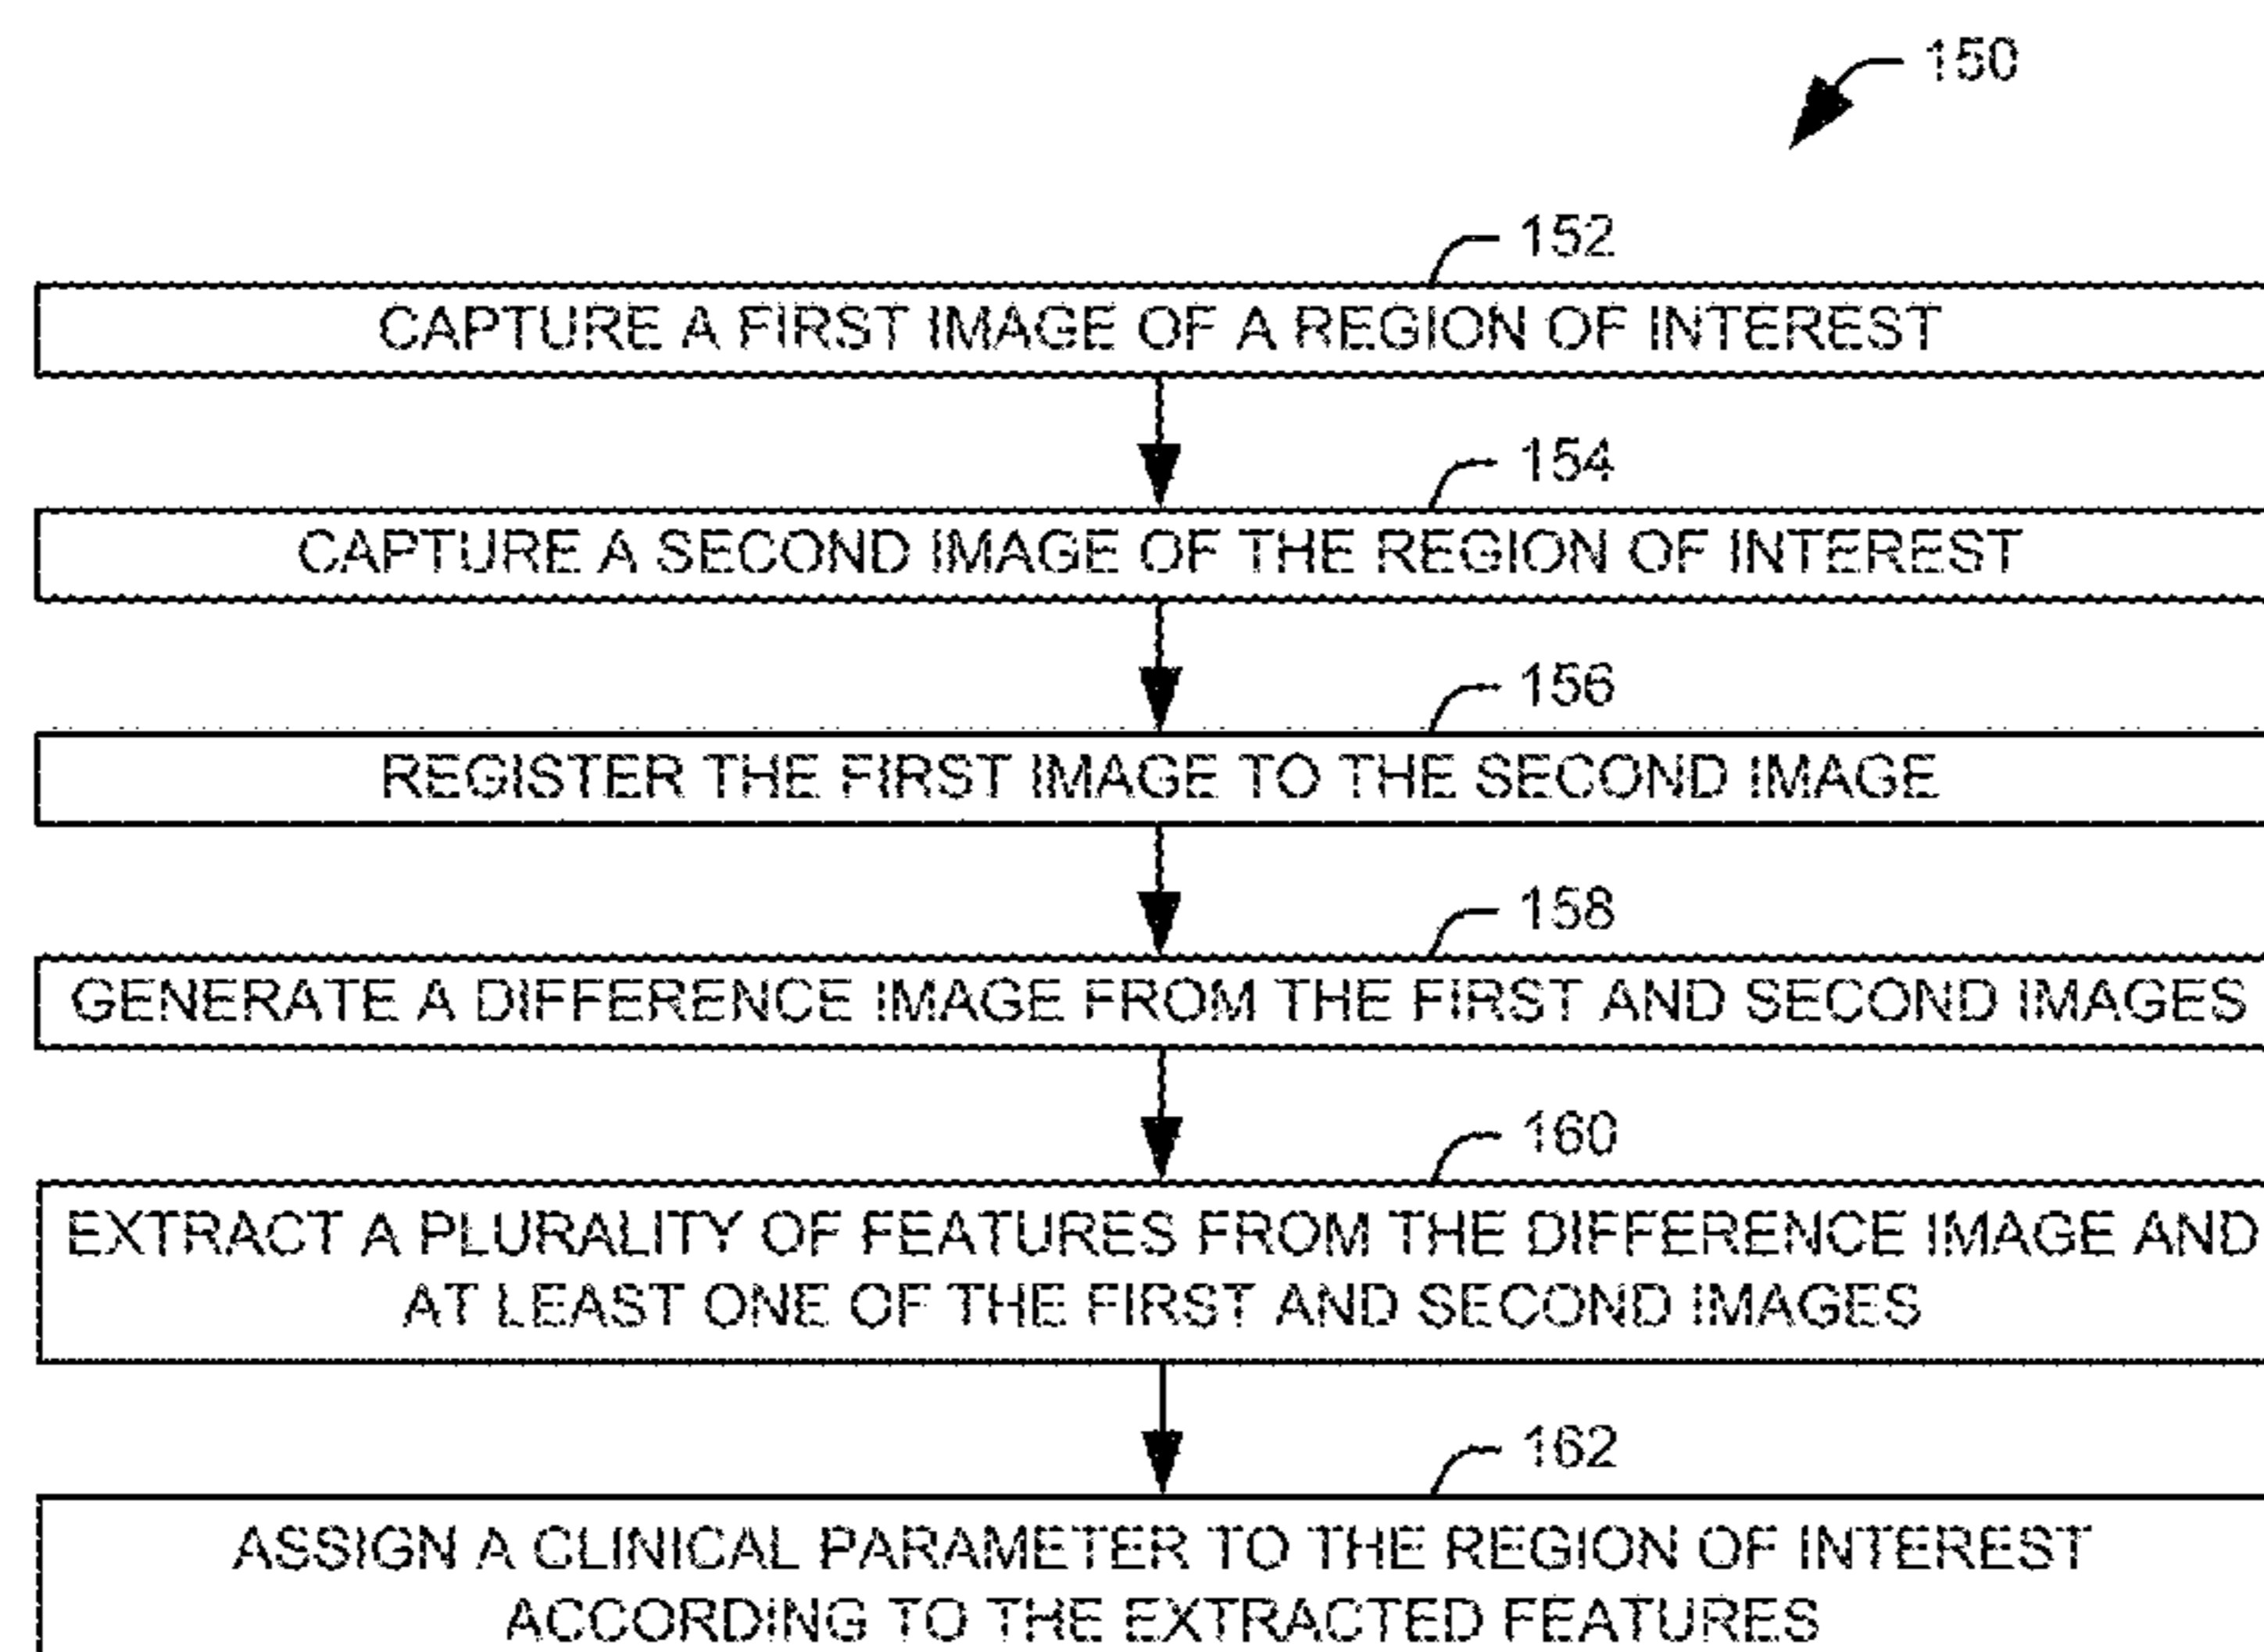 150
152
CAPTURE A FIRST IMAGE OF A REGION OF INTEREST
154
CAPTURE A SECOND IMAGE OF THE REGION OF INTEREST
156
REGISTER THE FIRST IMAGE TO THE SECOND IMAGE
158
GENERATE A DIFFERENCE IMAGE FROM THE FIRST AND SECOND IMAGES
160
EXTRACT A PLURALITY OF FEATURES FROM THE DIFFERENCE IMAGE AND
AT LEAST ONE OF THE FIRST AND SECOND IMAGES
162
ASSIGN A CLINICAL PARAMETER TO THE REGION OF INTEREST
ACCORDING TO THE EXTRACTED FEATURES